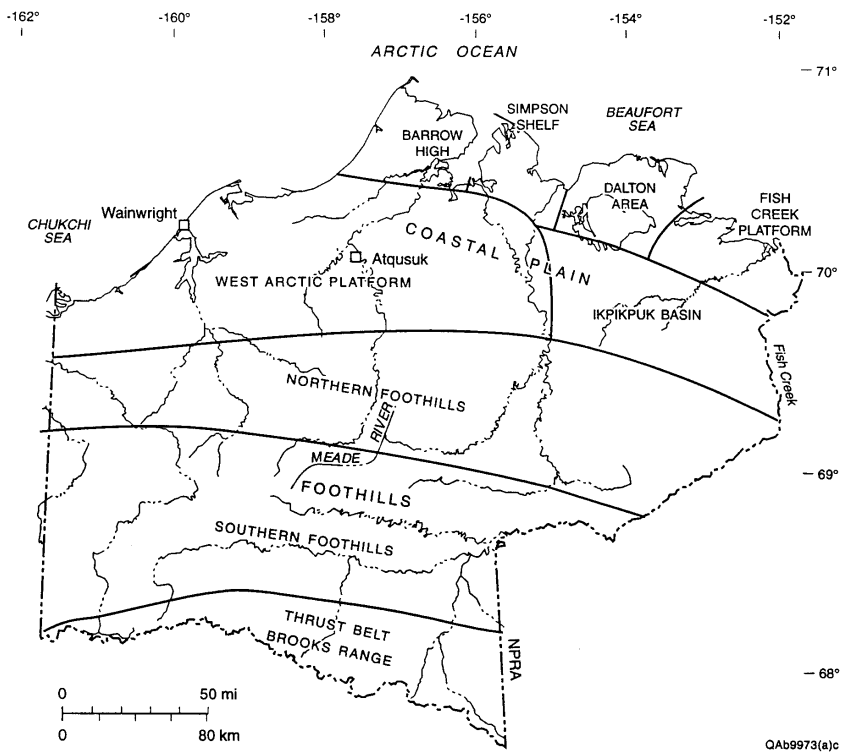 -162° -160° -158° -156° -154° -152°
ARCTIC OCEAN
71°
SIMPSON
SHELF
BEAUFORT
SEA
BARROW
HIGH
DALTON
AREA
FISH
CREEK
PLATFORM
Wainwright
CHUKCHI
SEA
COASTAL PLAIN
Atqusuk
70°
WEST ARCTIC PLATFORM
IKPIKPUK BASIN
Fish Creek
NORTHERN FOOTHILLS
MEADE RIVER
69°
FOOTHILLS
SOUTHERN FOOTHILLS
THRUST BELT
BROOKS RANGE
NPRA
68°
0 50 mi
0 80 km
QAb9973(a)c